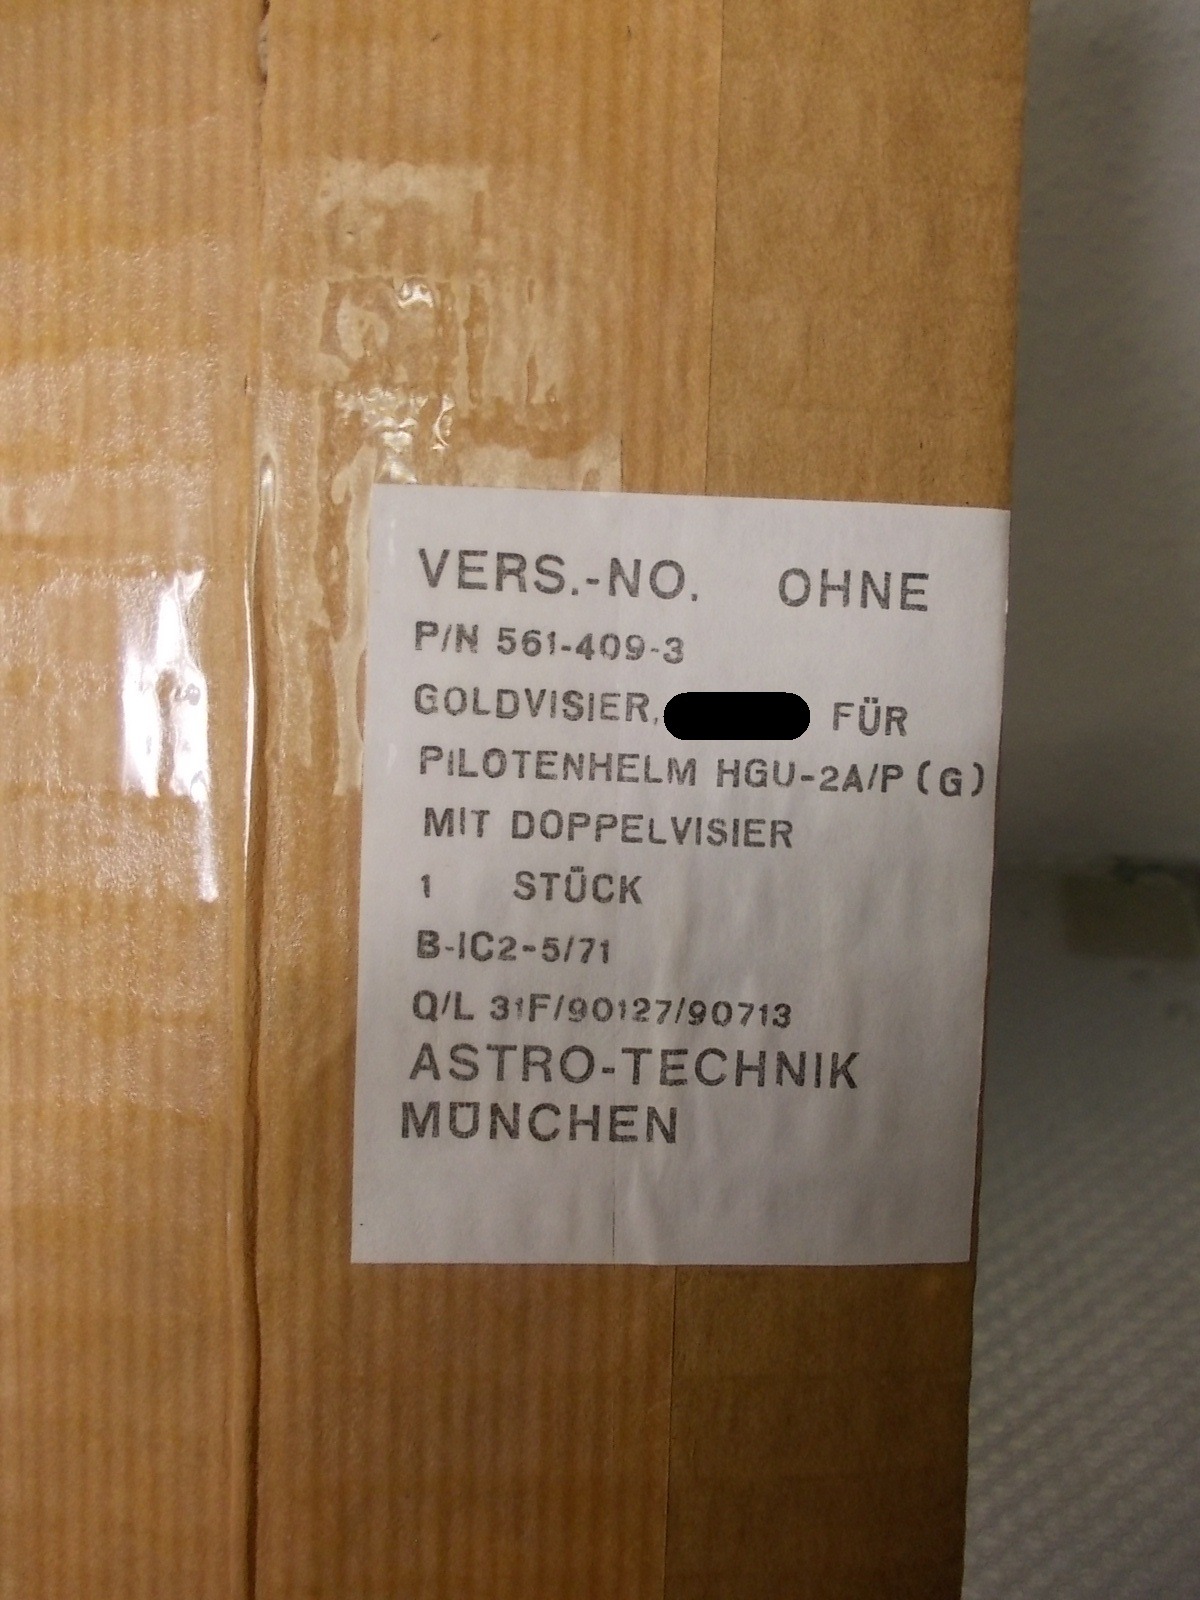 VERS.-NO. OHNE
P/N 561-409-3
GOLDVISIER, FÜR
PILOTENHELM HGU-2A/P (G)
MIT DOPPELVISIER
1 STÜCK
B-IC2-5/71
Q/L 31F/90127/90713
ASTRO-TECHNIK
MÜNCHEN